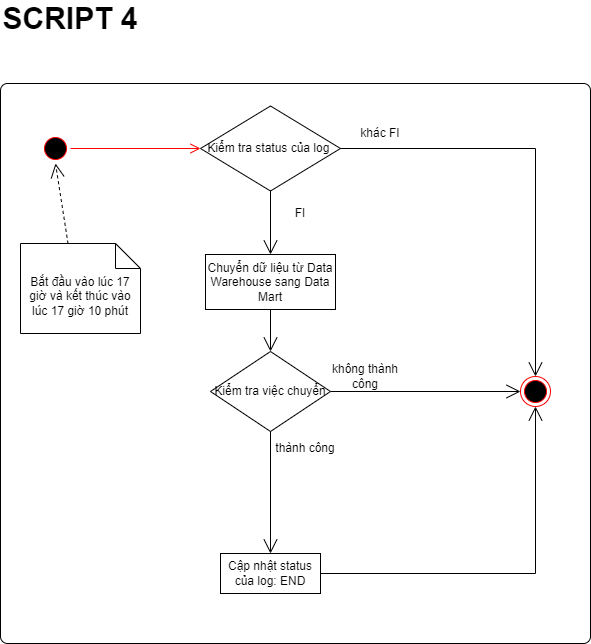 SCRIPT 4
khác FI
Kiểm tra status của log
FI
Bắt đầu vào lúc 17
giờ và kết thúc vào
lúc 17 giờ 10 phút
Chuyển dữ liệu từ Data
Warehouse sang Data
Mart
không thành
công
Kiểm tra việc chuyển
thành công
Cập nhật status
của log: END